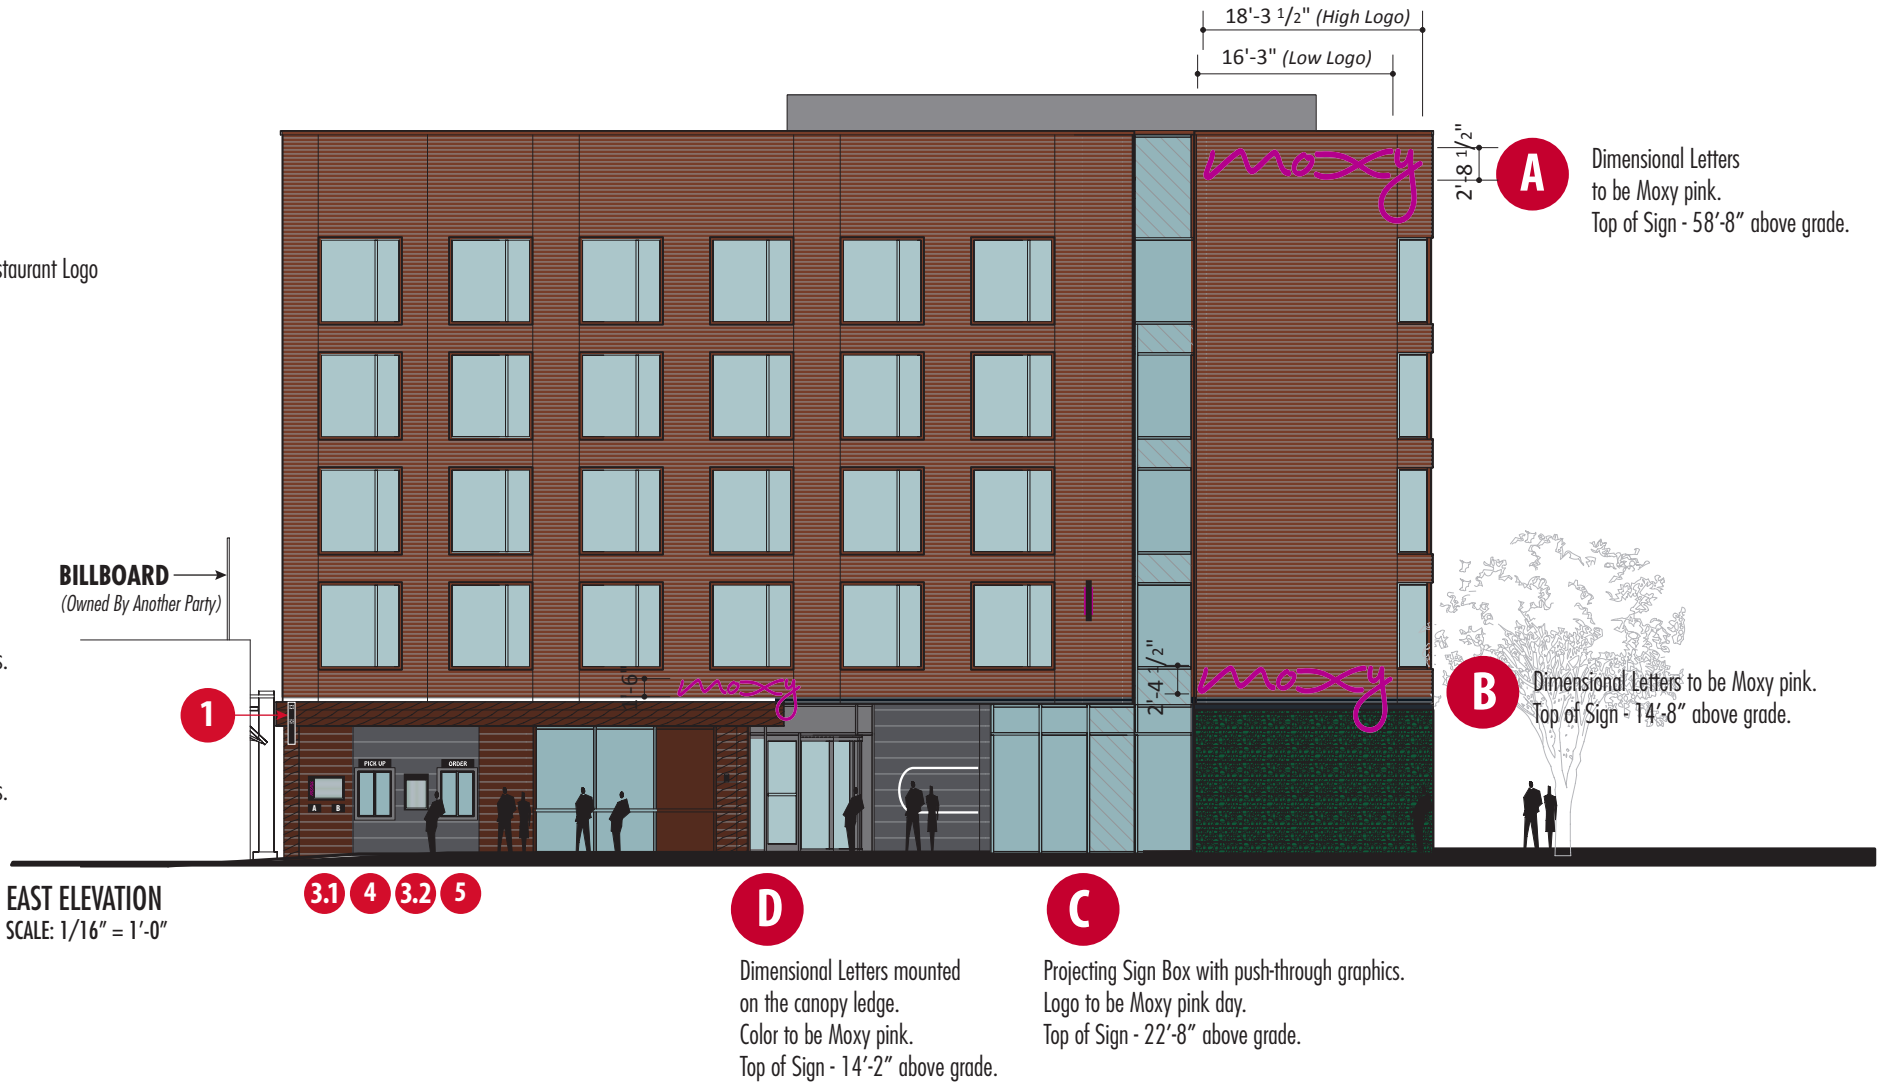 18'-3 1/2" (High Logo)
16'-3" (Low Logo)
moxy
2'-8 1/2"
A
Dimensional Letters
to be Moxy pink.
Top of Sign - 58'-8" above grade.
staurant Logo
BILLBOARD
(Owned By Another Party)
s.
1
1'-6"
moxy
2'-4 1/2"
moxy
B
Dimensional Letters to be Moxy pink.
Top of Sign - 14'-8" above grade.
PICK UP
ORDER
s.
A B
EAST ELEVATION
SCALE: 1/16" = 1'-0"
3.1 4 3.2 5
D
Dimensional Letters mounted
on the canopy ledge.
Color to be Moxy pink.
Top of Sign - 14'-2" above grade.
C
Projecting Sign Box with push-through graphics.
Logo to be Moxy pink day.
Top of Sign - 22'-8" above grade.